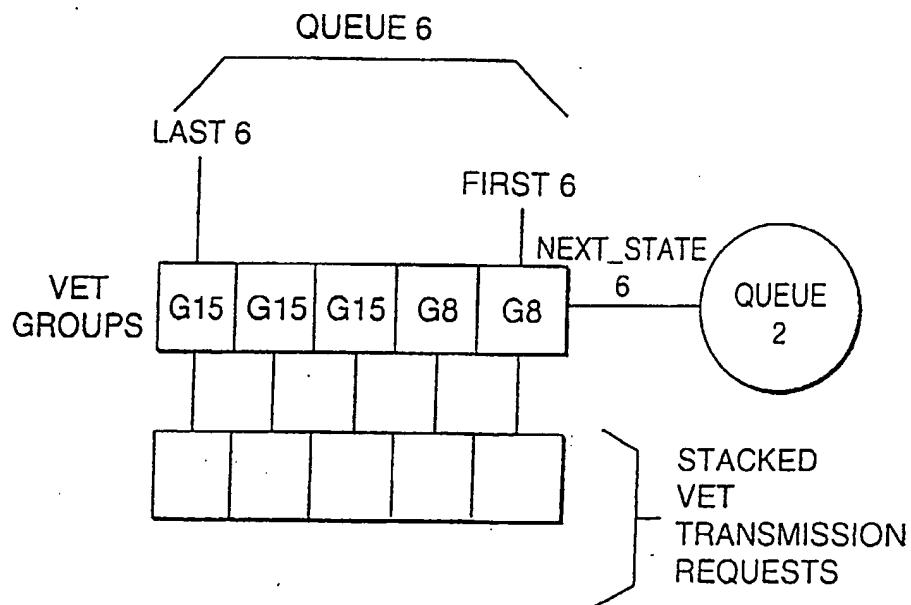 QUEUE 6
LAST 6
FIRST 6
NEXT_STATE
6
VET
GROUPS
G15 G15 G15 G8 G8
QUEUE
2
STACKED
VET
TRANSMISSION
REQUESTS